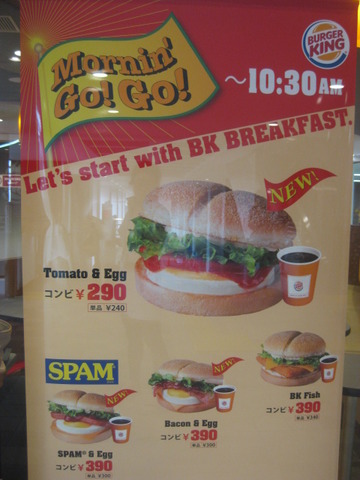 Mornin'
Go! Go!
BURGER
KING
～10:30AM
Let's start with BK BREAKFAST.
NEW!
Tomato & Egg
コンビ ¥290
単品 ¥240
SPAM®
NEW!
SPAM® & Egg
コンビ ¥390
NEW!
Bacon & Egg
コンビ ¥390
BK Fish
コンビ ¥390